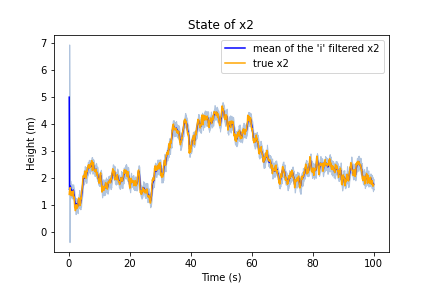 State of x2
mean of the 'i' filtered x2
true x2
Height (m)
7
6
5
4
3
2
1
0
0
20
40
60
80
100
Time (s)